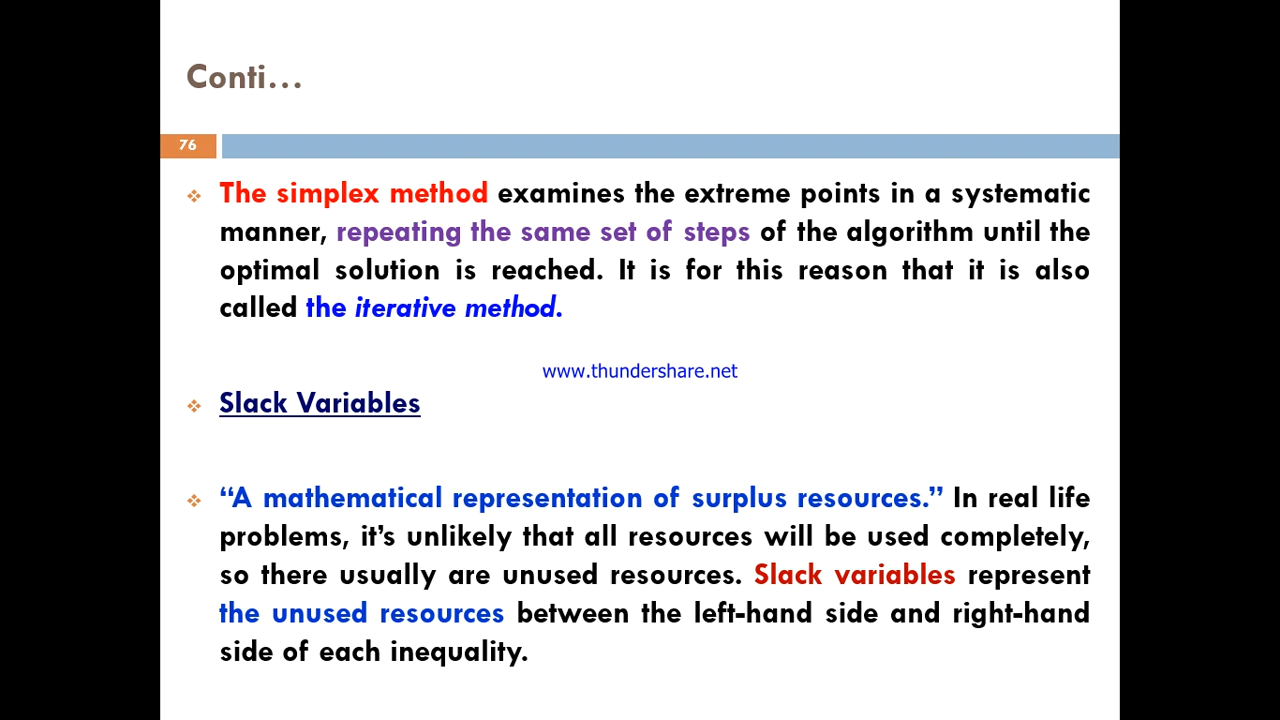 Conti…
76
The simplex method examines the extreme points in a systematic
manner, repeating the same set of steps of the algorithm until the
optimal solution is reached. It is for this reason that it is also
called the iterative method.
www.thundershare.net
Slack Variables
“A mathematical representation of surplus resources.” In real life
problems, it’s unlikely that all resources will be used completely,
so there usually are unused resources. Slack variables represent
the unused resources between the left-hand side and right-hand
side of each inequality.